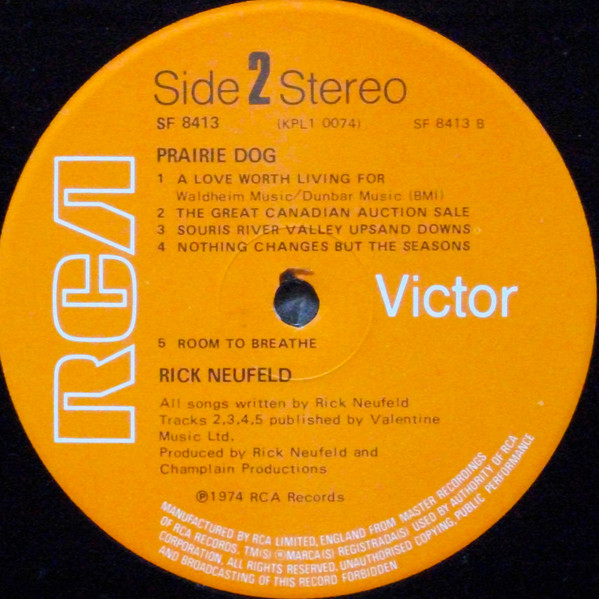 Side 2 Stereo
SF 8413 (KPL1 0074) SF 8413 B
PRAIRIE DOG
1 A LOVE WORTH LIVING FOR
Waldheim Music/Dunbar Music (BMI)
2 THE GREAT CANADIAN AUCTION SALE
3 SOURIS RIVER VALLEY UPSAND DOWNS
4 NOTHING CHANGES BUT THE SEASONS
RCA
Victor
5 ROOM TO BREATHE
RICK NEUFELD
All songs written by Rick Neufeld
Tracks 2,3,4,5 published by Valentine
Music Ltd.
Produced by Rick Neufeld and
Champlain Productions
℗1974 RCA Records
MANUFACTURED BY RCA LIMITED, ENGLAND FROM MASTER RECORDINGS
OF RCA RECORDS. TM(S) ® MARCA(S) REGISTRADA(S) USED BY AUTHORITY OF RCA
CORPORATION. ALL RIGHTS RESERVED. UNAUTHORISED COPYING, PUBLIC PERFORMANCE
AND BROADCASTING OF THIS RECORD FORBIDDEN